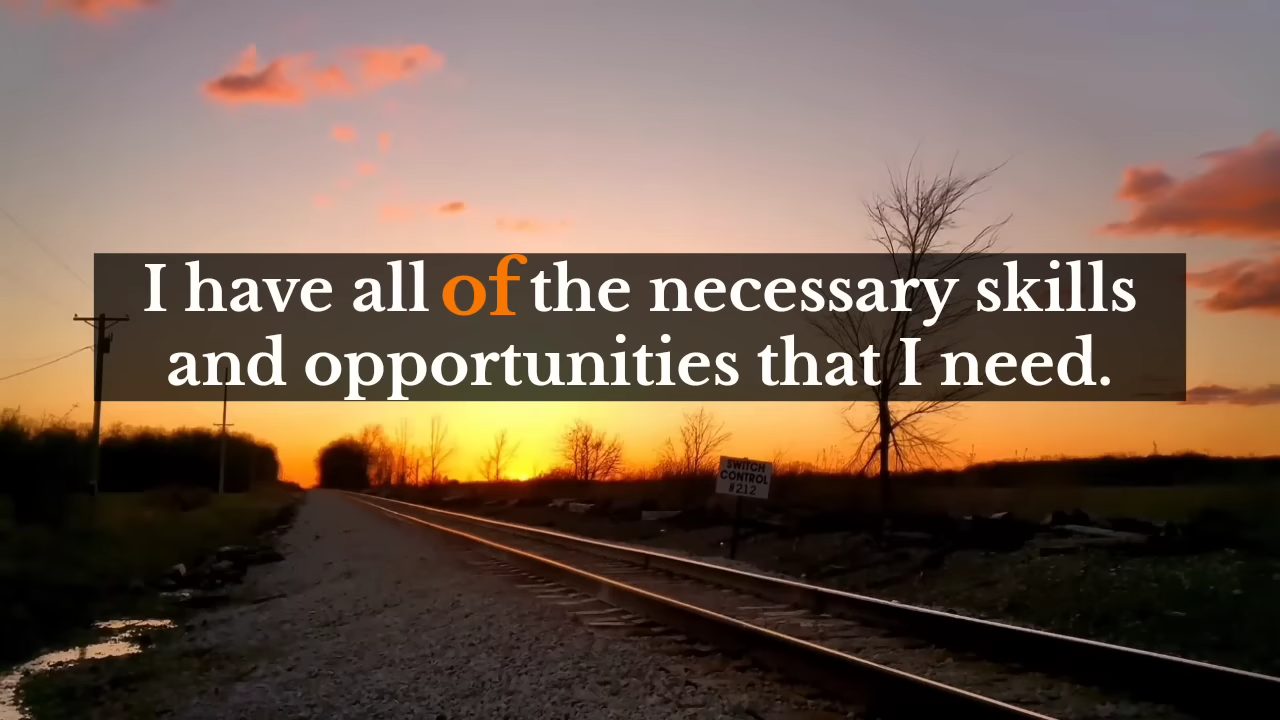 I have all of the necessary skills
and opportunities that I need.
SWITCH
CONTROL
#212